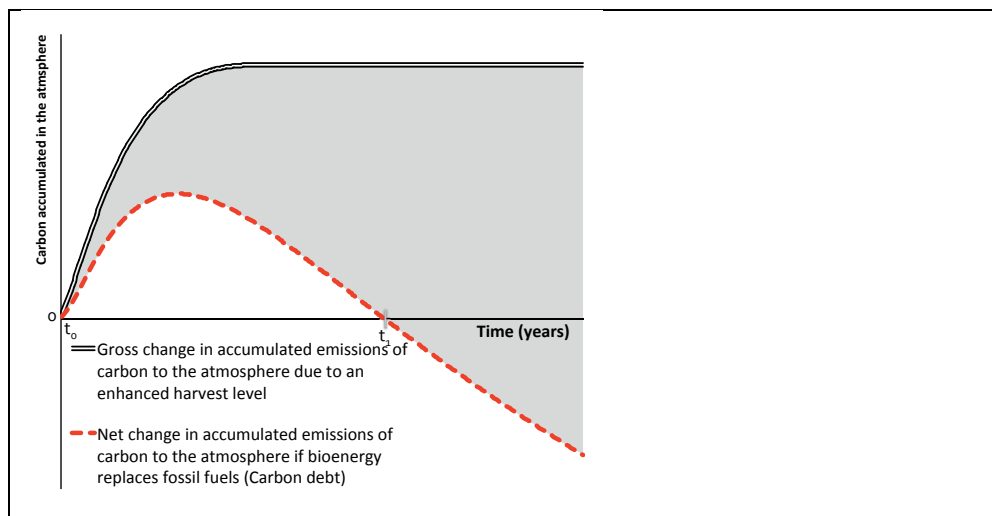 Carbon accumulated in the atmsphere
0
t₀
t₁
Time (years)
Gross change in accumulated emissions of
carbon to the atmosphere due to an
enhanced harvest level
Net change in accumulated emissions of
carbon to the atmosphere if bioenergy
replaces fossil fuels (Carbon debt)